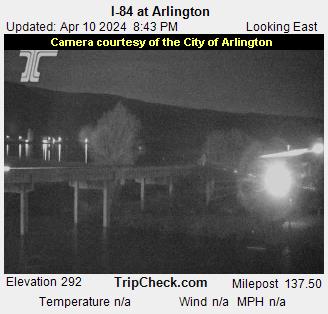 I-84 at Arlington
Updated: Apr 10 2024 8:43 PM Looking East
Camera courtesy of the City of Arlington
Elevation 292 TripCheck.com Milepost 137.50
Temperature n/a Wind n/a MPH n/a